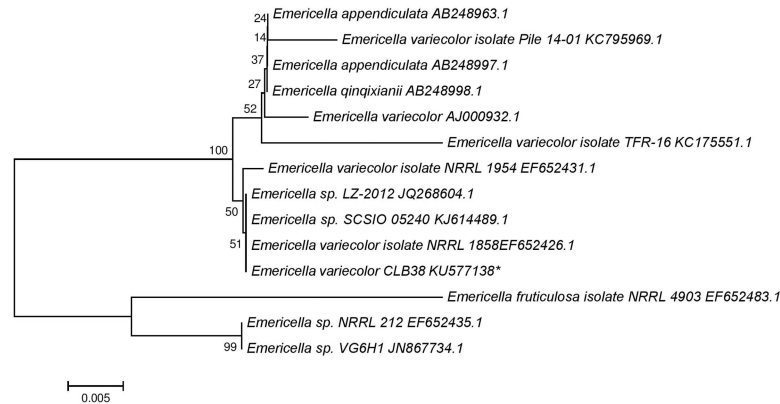 24
Emericella appendiculata AB248963.1
14
Emericella variecolor isolate Pile 14-01 KC795969.1
37
Emericella appendiculata AB248997.1
27
Emericella qinqixianii AB248998.1
52
Emericella variecolor AJ000932.1
Emericella variecolor isolate TFR-16 KC175551.1
100
Emericella variecolor isolate NRRL 1954 EF652431.1
Emericella sp. LZ-2012 JQ268604.1
50
Emericella sp. SCSIO 05240 KJ614489.1
51
Emericella variecolor isolate NRRL 1858EF652426.1
Emericella variecolor CLB38 KU577138*
Emericella fruticulosa isolate NRRL 4903 EF652483.1
Emericella sp. NRRL 212 EF652435.1
99
Emericella sp. VG6H1 JN867734.1
0.005